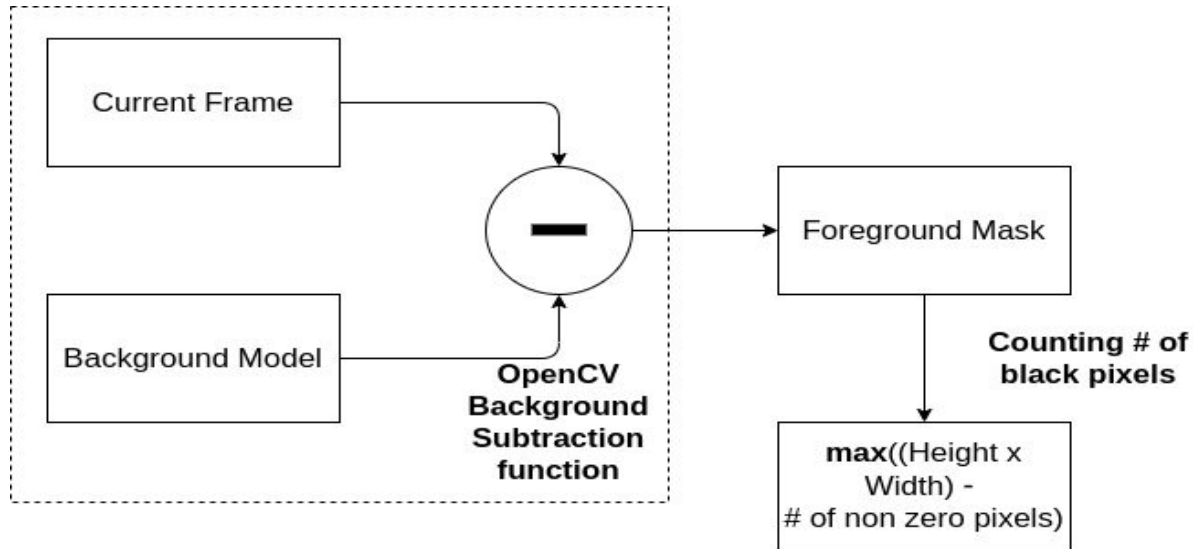 Current Frame
Background Model
OpenCV
Background
Subtraction
function
Foreground Mask
Counting # of
black pixels
max((Height x
Width) -
# of non zero pixels)